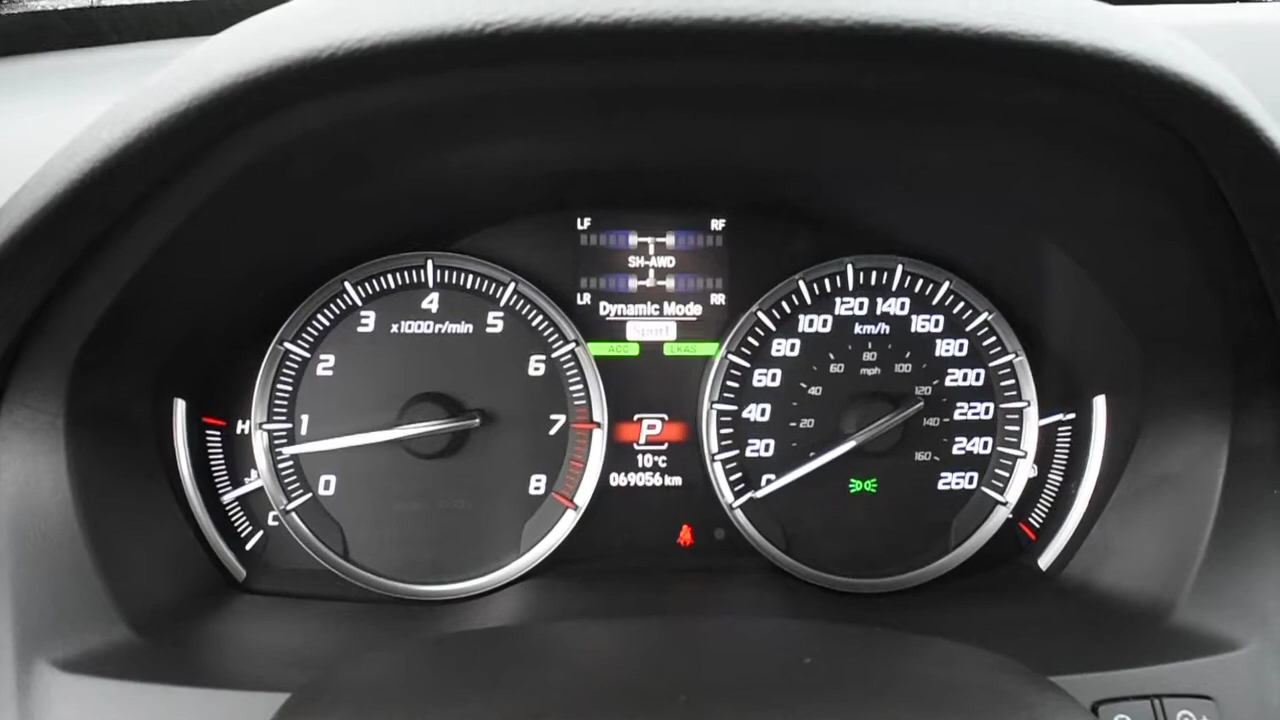 LF RF
SH-AWD
LR RR
Dynamic Mode
Sport
ACC LKAS
P
10°C
069056 km
0
1
2
3
4
5
6
7
8
x1000r/min
H
C
0
20
40
60
80
100
120
140
160
180
200
220
240
260
km/h
20
40
60
80
100
120
140
160
mph